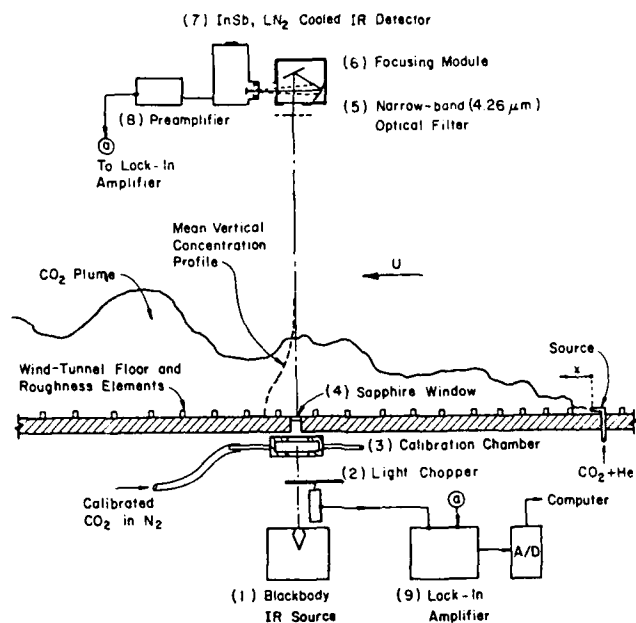 (7) InSb, LN2 Cooled IR Detector
(6) Focusing Module
(5) Narrow-band (4.26 μm)
Optical Filter
(8) Preamplifier
a
To Lock-In
Amplifier
Mean Vertical
Concentration
Profile
U
CO2 Plume
Source
x
Wind-Tunnel Floor and
Roughness Elements
(4) Sapphire Window
(3) Calibration Chamber
CO2+He
(2) Light Chopper
Calibrated
CO2 in N2
a
Computer
A/D
(1) Blackbody
IR Source
(9) Lock-In
Amplifier